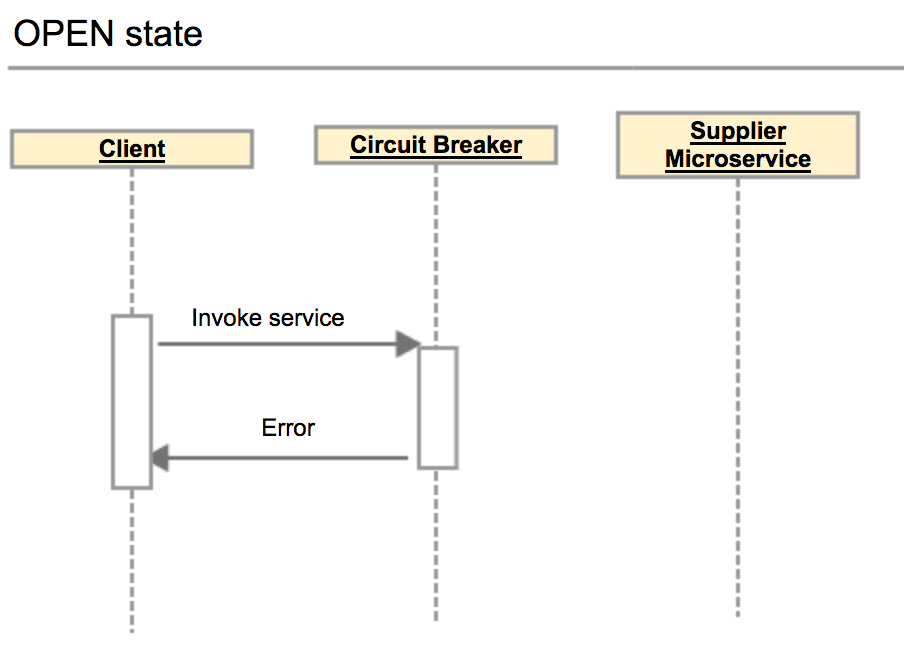 OPEN state
Client
Circuit Breaker
Supplier
Microservice
Invoke service
Error